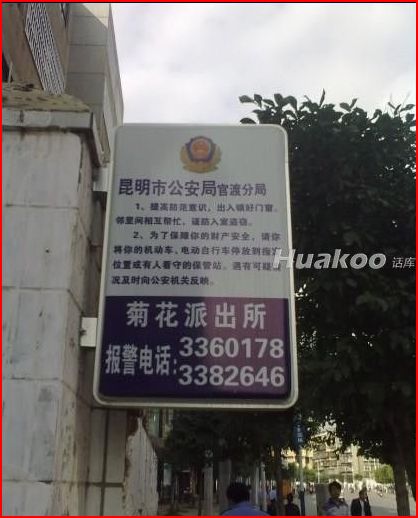 昆明市公安局官渡分局
1、提高防范意识，出入锁好门窗。
邻里间相互帮忙，谨防入室盗窃。
2、为了保障你的财产安全，请你
将你的机动车、电动自行车停放到指定
位置或有人看守的保管站。遇有可疑
况及时向公安机关反映。
Huakoo 话库
菊花派出所
报警电话：3360178
3382646